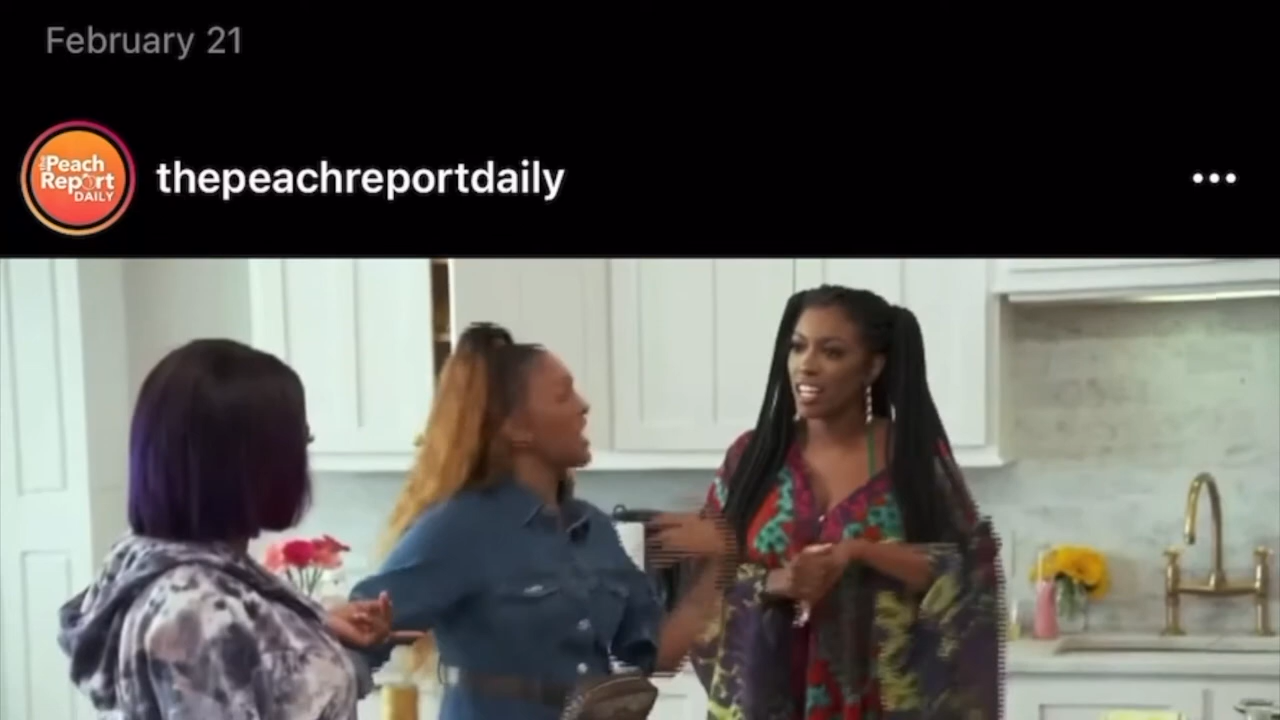 February 21
the
Peach
Report
DAILY
thepeachreportdaily